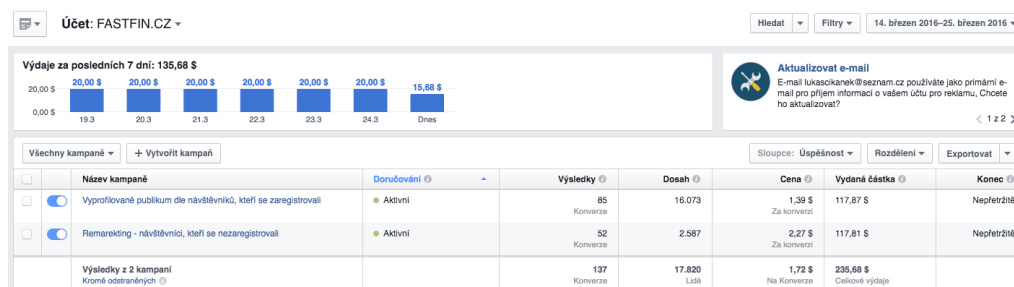 Účet: FASTFIN.CZ
Hledat Filtry 14. březen 2016–25. březen 2016
Výdaje za posledních 7 dní: 135,68 $
20,00 $ 20,00 $ 20,00 $ 20,00 $ 20,00 $ 20,00 $ 15,68 $
20,00 $
0,00 $
19.3 20.3 21.3 22.3 23.3 24.3 Dnes
Aktualizovat e-mail
E-mail lukascikanek@seznam.cz používáte jako primární e-
mail pro příjem informací o vašem účtu pro reklamu, Chcete
ho aktualizovat?
1 z 2
Všechny kampaně + Vytvořit kampaň
Sloupce: Úspěšnost Rozdělení Exportovat
Název kampaně Doručování Výsledky Dosah Cena Vydaná částka Konec
Vyprofilované publikum dle návštěvníků, kteří se zaregistrovali Aktivní 85 16.073 1,39 $ 117,87 $ Nepřetržitě
Konverze Za konverzi
Remarekting - návštěvníci, kteří se nezaregistrovali Aktivní 52 2.587 2,27 $ 117,81 $ Nepřetržitě
Konverze Za konverzi
Výsledky z 2 kampaní 137 17.820 1,72 $ 235,68 $
Kromě odstraněných Konverze Lidé Na Konverze Celkové výdaje